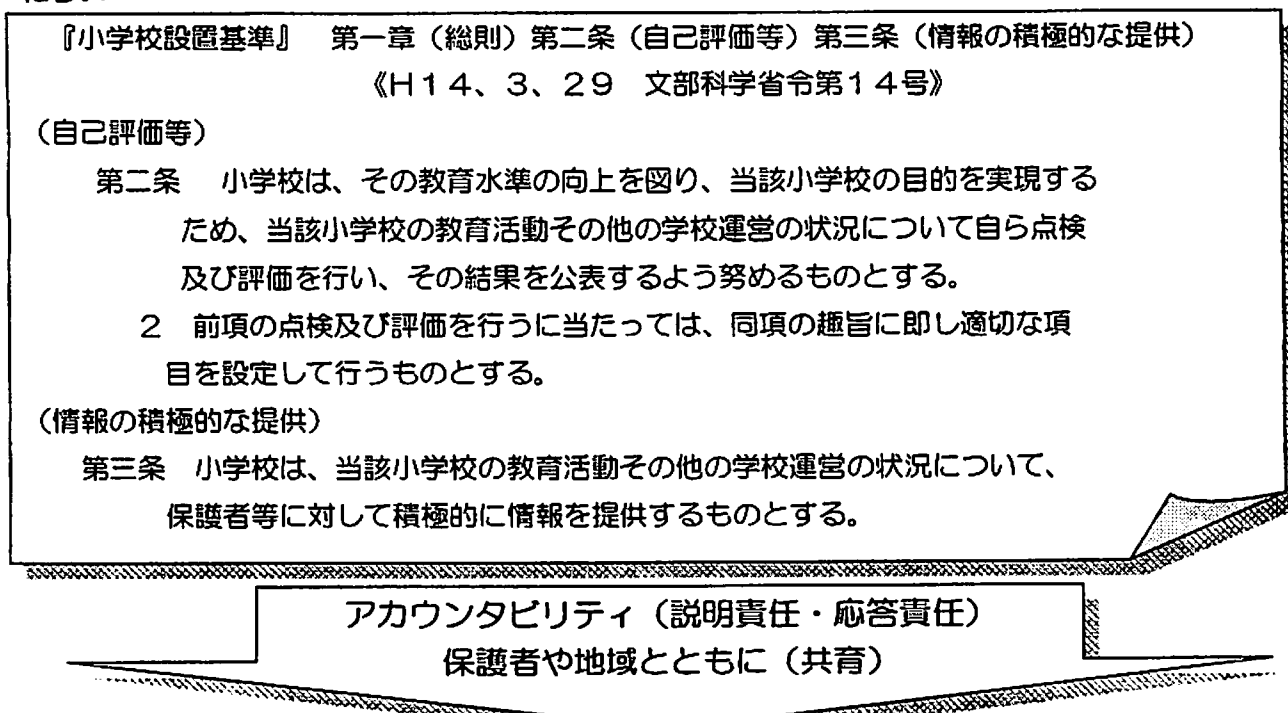 『小学校設置基準』　第一章（総則）第二条（自己評価等）第三条（情報の積極的な提供）
《H14、3、29　文部科学省令第14号》
（自己評価等）
第二条　小学校は、その教育水準の向上を図り、当該小学校の目的を実現する
ため、当該小学校の教育活動その他の学校運営の状況について自ら点検
及び評価を行い、その結果を公表するよう努めるものとする。
2　前項の点検及び評価を行うに当たっては、同項の趣旨に即し適切な項
目を設定して行うものとする。
（情報の積極的な提供）
第三条　小学校は、当該小学校の教育活動その他の学校運営の状況について、
保護者等に対して積極的に情報を提供するものとする。
アカウンタビリティ（説明責任・応答責任）
保護者や地域とともに（共育）